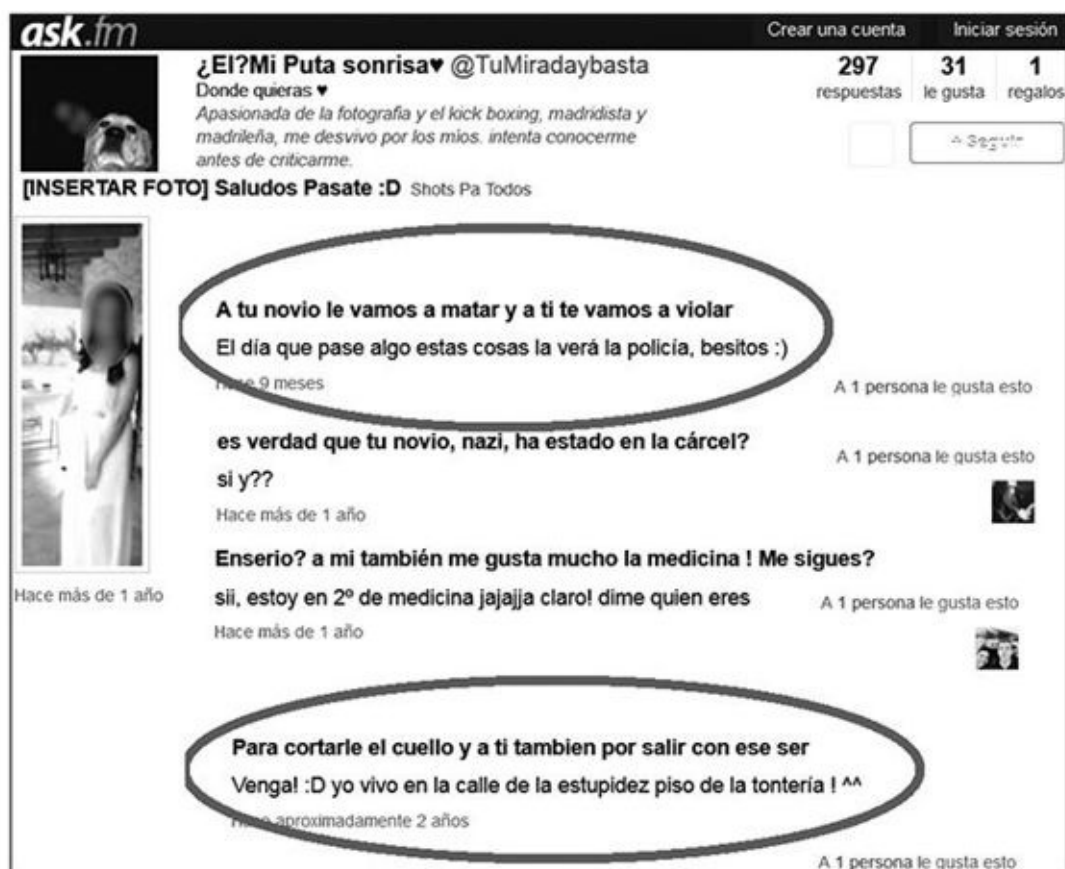 ask.fm
Crear una cuenta Iniciar sesión
¿El?Mi Puta sonrisa♥ @TuMiradaybasta
Donde quieras ♥
Apasionada de la fotografia y el kick boxing, madridista y
madrileña, me desvivo por los mios. intenta conocerme
antes de criticarme.
297 31 1
respuestas le gusta regalos
+ Seguir
[INSERTAR FOTO] Saludos Pasate :D Shots Pa Todos
Hace más de 1 año
A tu novio le vamos a matar y a ti te vamos a violar
El día que pase algo estas cosas la verá la policía, besitos :)
Hace 9 meses
A 1 persona le gusta esto
es verdad que tu novio, nazi, ha estado en la cárcel?
si y??
Hace más de 1 año
A 1 persona le gusta esto
Enserio? a mi también me gusta mucho la medicina ! Me sigues?
sii, estoy en 2º de medicina jajajja claro! dime quien eres
Hace más de 1 año
A 1 persona le gusta esto
Para cortarle el cuello y a ti tambien por salir con ese ser
Venga! :D yo vivo en la calle de la estupidez piso de la tontería ! ^^
Hace aproximadamente 2 años
A 1 persona le gusta esto